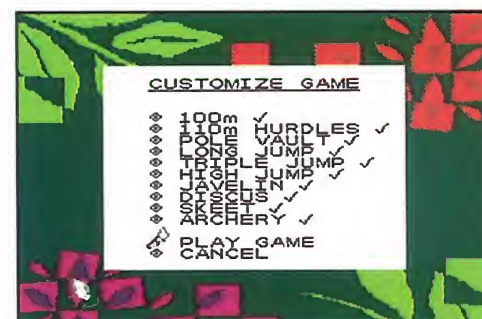 CUSTOMIZE GAME
100m ✓
110m HURDLES ✓
POLE VAULT ✓
LONG JUMP ✓
TRIPLE JUMP ✓
HIGH JUMP ✓
JAVELIN ✓
DISCUS ✓
SKEET ✓
ARCHERY ✓
PLAY GAME
CANCEL